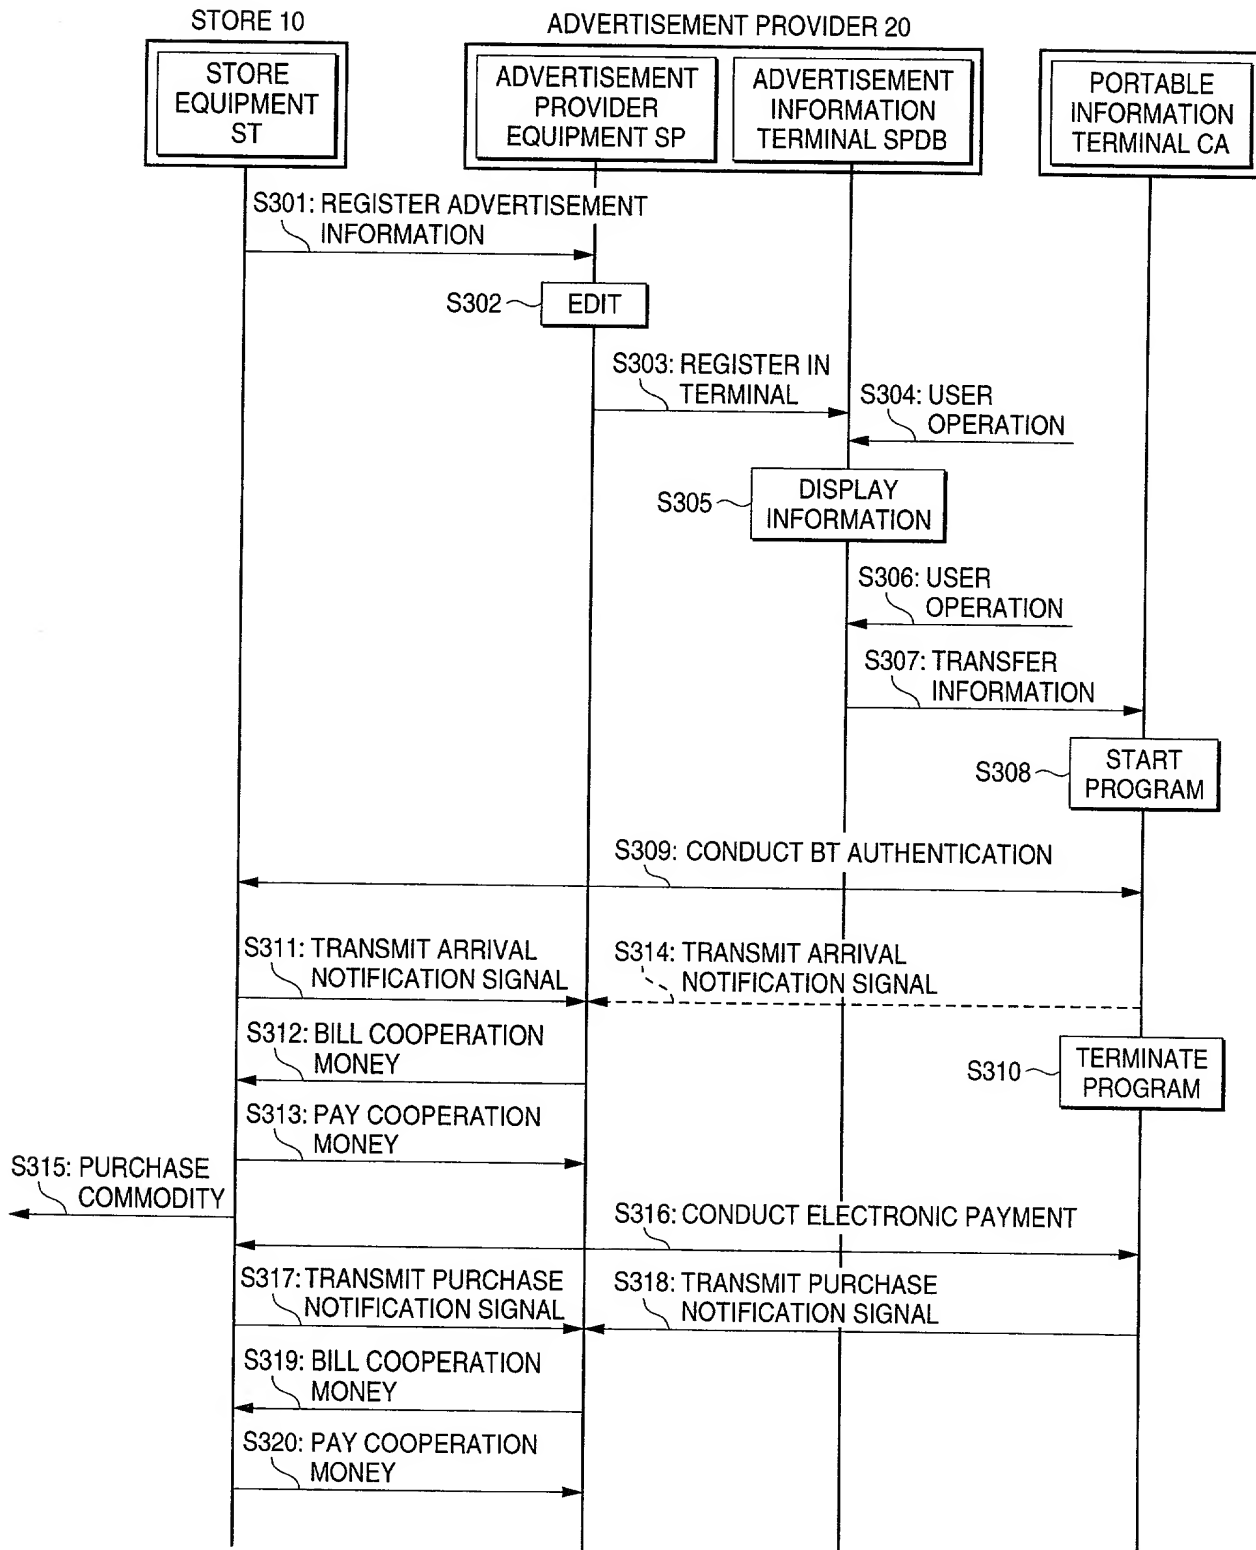 STORE 10
ADVERTISEMENT PROVIDER 20
STORE
EQUIPMENT
ST
ADVERTISEMENT
PROVIDER
EQUIPMENT SP
ADVERTISEMENT
INFORMATION
TERMINAL SPDB
PORTABLE
INFORMATION
TERMINAL CA
S301: REGISTER ADVERTISEMENT
INFORMATION
S302
EDIT
S303: REGISTER IN
TERMINAL
S304: USER
OPERATION
S305
DISPLAY
INFORMATION
S306: USER
OPERATION
S307: TRANSFER
INFORMATION
S308
START
PROGRAM
S309: CONDUCT BT AUTHENTICATION
S311: TRANSMIT ARRIVAL
NOTIFICATION SIGNAL
S314: TRANSMIT ARRIVAL
NOTIFICATION SIGNAL
S312: BILL COOPERATION
MONEY
S310
TERMINATE
PROGRAM
S313: PAY COOPERATION
MONEY
S315: PURCHASE
COMMODITY
S316: CONDUCT ELECTRONIC PAYMENT
S317: TRANSMIT PURCHASE
NOTIFICATION SIGNAL
S318: TRANSMIT PURCHASE
NOTIFICATION SIGNAL
S319: BILL COOPERATION
MONEY
S320: PAY COOPERATION
MONEY